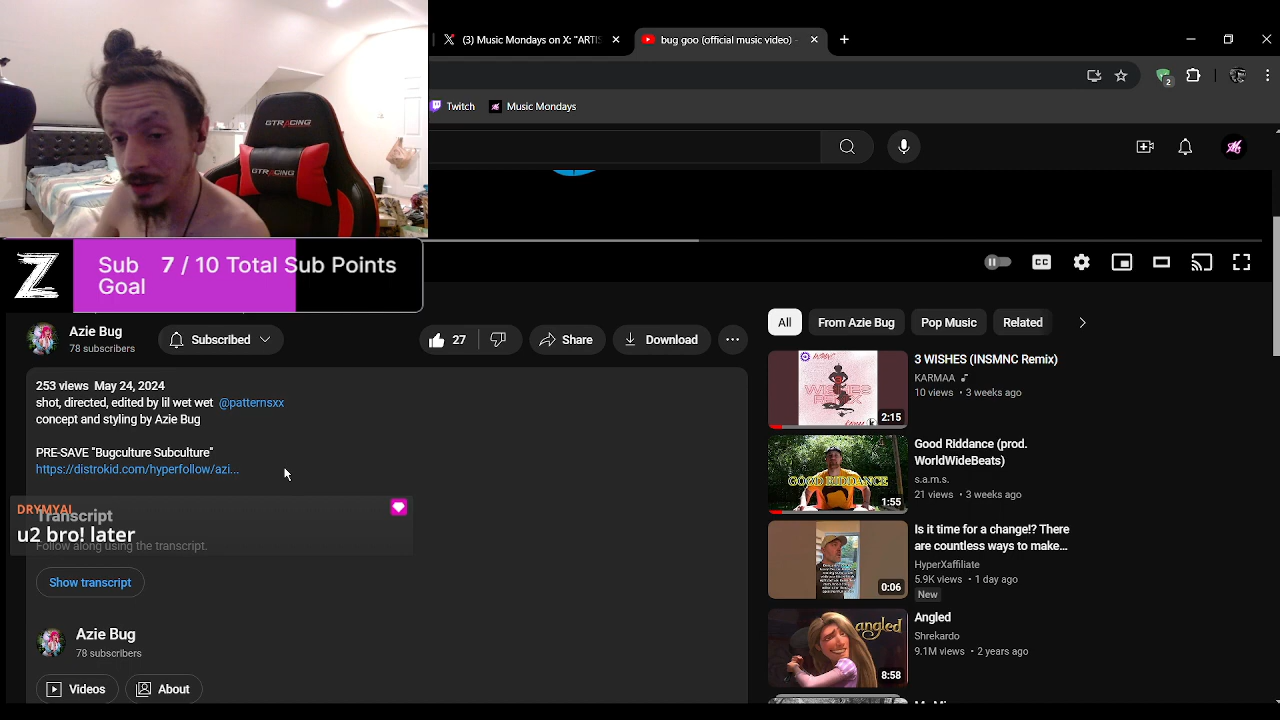 (3) Music Mondays on X: "ARTIS
bug goo (official music video) -
2
Twitch
Music Mondays
GTRACING
GTRACING
Sub Goal
7 / 10 Total Sub Points
CC
Azie Bug
78 subscribers
Subscribed
27
Share
Download
All
From Azie Bug
Pop Music
Related
253 views May 24, 2024
shot, directed, edited by lil wet wet @patternsxx
concept and styling by Azie Bug
PRE-SAVE "Bugculture Subculture"
https://distrokid.com/hyperfollow/azi...
DRYMYAI
u2 bro! later
Transcript
Follow along using the transcript.
Show transcript
Azie Bug
78 subscribers
Videos
About
3 WISHES (INSMNC Remix)
KARMAA
10 views • 3 weeks ago
2:15
Good Riddance (prod.
WorldWideBeats)
s.a.m.s.
21 views • 3 weeks ago
GOOD RIDDANCE
1:55
Is it time for a change!? There
are countless ways to make...
HyperXaffiliate
5.9K views • 1 day ago
New
0:06
Angled
Shrekardo
9.1M views • 2 years ago
angled
8:58